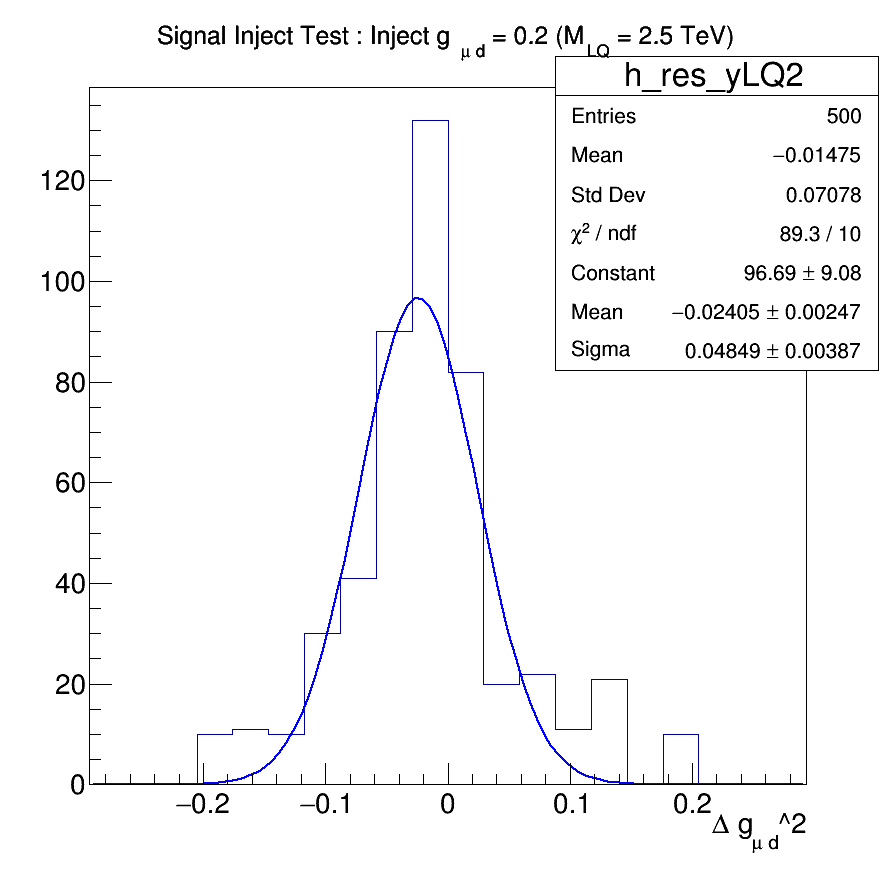 Signal Inject Test : Inject g μ d = 0.2 (M LQ = 2.5 TeV)
h_res_yLQ2
Entries 500
Mean −0.01475
Std Dev 0.07078
χ² / ndf 89.3 / 10
Constant 96.69 ± 9.08
Mean −0.02405 ± 0.00247
Sigma 0.04849 ± 0.00387
120
100
80
60
40
20
0
−0.2 −0.1 0 0.1 0.2
Δ g μ d ^2